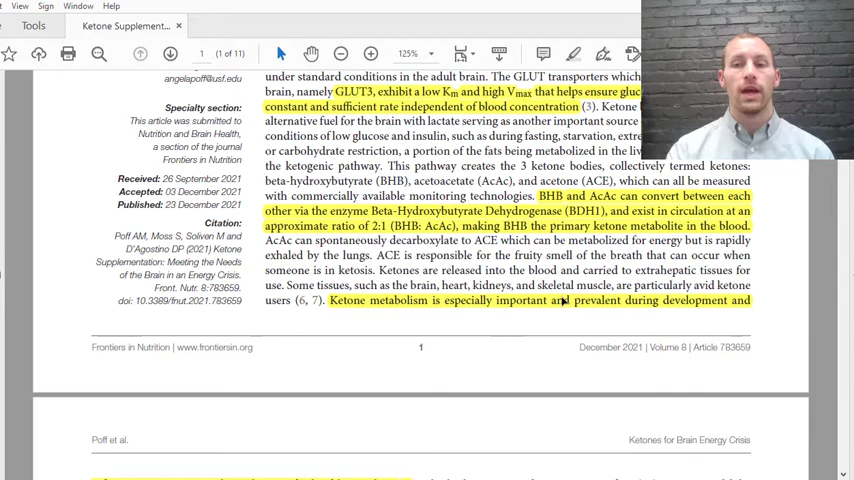 View Sign Window Help
Tools
Ketone Supplement... ×
1 (1 of 11)
125%
angelapoff@usf.edu
Specialty section:
This article was submitted to
Nutrition and Brain Health,
a section of the journal
Frontiers in Nutrition
Received: 26 September 2021
Accepted: 03 December 2021
Published: 23 December 2021
Citation:
Poff AM, Moss S, Soliven M and
D'Agostino DP (2021) Ketone
Supplementation: Meeting the Needs
of the Brain in an Energy Crisis.
Front. Nutr. 8:783659.
doi: 10.3389/fnut.2021.783659
under standard conditions in the adult brain. The GLUT transporters which
brain, namely GLUT3, exhibit a low Km and high Vmax that helps ensure gluc
constant and sufficient rate independent of blood concentration (3). Ketone b
alternative fuel for the brain with lactate serving as another important source
conditions of low glucose and insulin, such as during fasting, starvation, extre
or carbohydrate restriction, a portion of the fats being metabolized in the liv
the ketogenic pathway. This pathway creates the 3 ketone bodies, collectively termed ketones:
beta-hydroxybutyrate (BHB), acetoacetate (AcAc), and acetone (ACE), which can all be measured
with commercially available monitoring technologies. BHB and AcAc can convert between each
other via the enzyme Beta-Hydroxybutyrate Dehydrogenase (BDH1), and exist in circulation at an
approximate ratio of 2:1 (BHB: AcAc), making BHB the primary ketone metabolite in the blood.
AcAc can spontaneously decarboxylate to ACE which can be metabolized for energy but is rapidly
exhaled by the lungs. ACE is responsible for the fruity smell of the breath that can occur when
someone is in ketosis. Ketones are released into the blood and carried to extrahepatic tissues for
use. Some tissues, such as the brain, heart, kidneys, and skeletal muscle, are particularly avid ketone
users (6, 7). Ketone metabolism is especially important and prevalent during development and
Frontiers in Nutrition | www.frontiersin.org
1
December 2021 | Volume 8 | Article 783659
Poff et al.
Ketones for Brain Energy Crisis